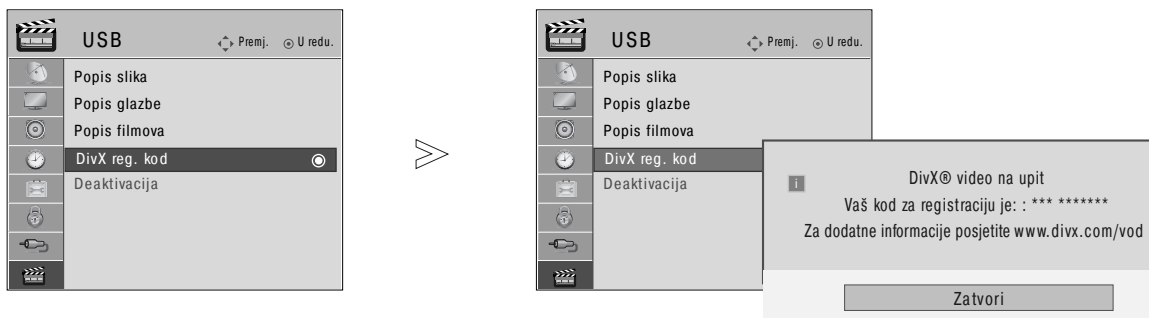 USB Premj. U redu.
Popis slika
Popis glazbe
Popis filmova
DivX reg. kod
Deaktivacija
USB Premj. U redu.
Popis slika
Popis glazbe
Popis filmova
DivX reg. kod
Deaktivacija
i
DivX® video na upit
Vaš kod za registraciju je: : *** *******
Za dodatne informacije posjetite www.divx.com/vod
Zatvori